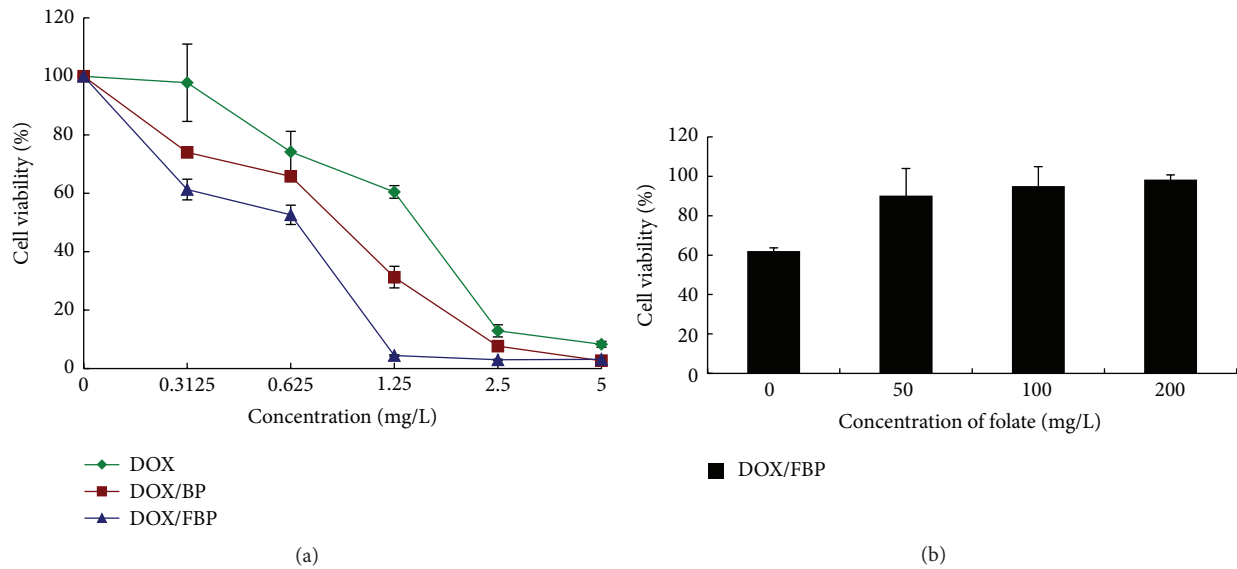 120
100
80
60
40
20
0
Cell viability (%)
0 0.3125 0.625 1.25 2.5 5
Concentration (mg/L)
DOX
DOX/BP
DOX/FBP
(a)
120
100
80
60
40
20
0
Cell viability (%)
0 50 100 200
Concentration of folate (mg/L)
DOX/FBP
(b)